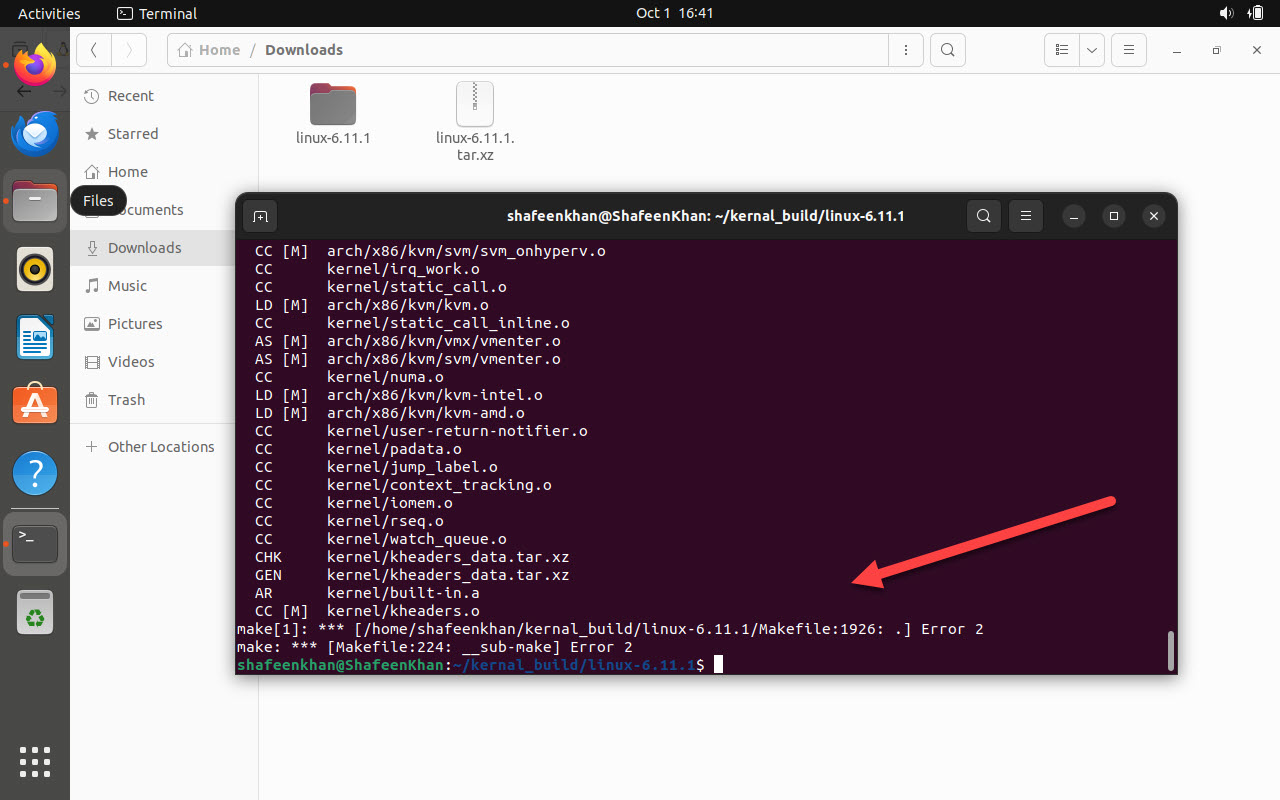 Activities
Terminal
Oct 1 16:41
Home / Downloads
Recent
Starred
Home
Files
ocuments
Downloads
Music
Pictures
Videos
Trash
+ Other Locations
linux-6.11.1
linux-6.11.1.
tar.xz
shafeenkhan@ShafeenKhan: ~/kernal_build/linux-6.11.1
CC [M] arch/x86/kvm/svm/svm_onhyperv.o
CC kernel/irq_work.o
CC kernel/static_call.o
LD [M] arch/x86/kvm/kvm.o
CC kernel/static_call_inline.o
AS [M] arch/x86/kvm/vmx/vmenter.o
AS [M] arch/x86/kvm/svm/vmenter.o
CC kernel/numa.o
LD [M] arch/x86/kvm/kvm-intel.o
LD [M] arch/x86/kvm/kvm-amd.o
CC kernel/user-return-notifier.o
CC kernel/padata.o
CC kernel/jump_label.o
CC kernel/context_tracking.o
CC kernel/iomem.o
CC kernel/rseq.o
CC kernel/watch_queue.o
CHK kernel/kheaders_data.tar.xz
GEN kernel/kheaders_data.tar.xz
AR kernel/built-in.a
CC [M] kernel/kheaders.o
make[1]: *** [/home/shafeenkhan/kernal_build/linux-6.11.1/Makefile:1926: .] Error 2
make: *** [Makefile:224: __sub-make] Error 2
shafeenkhan@ShafeenKhan:~/kernal_build/linux-6.11.1$